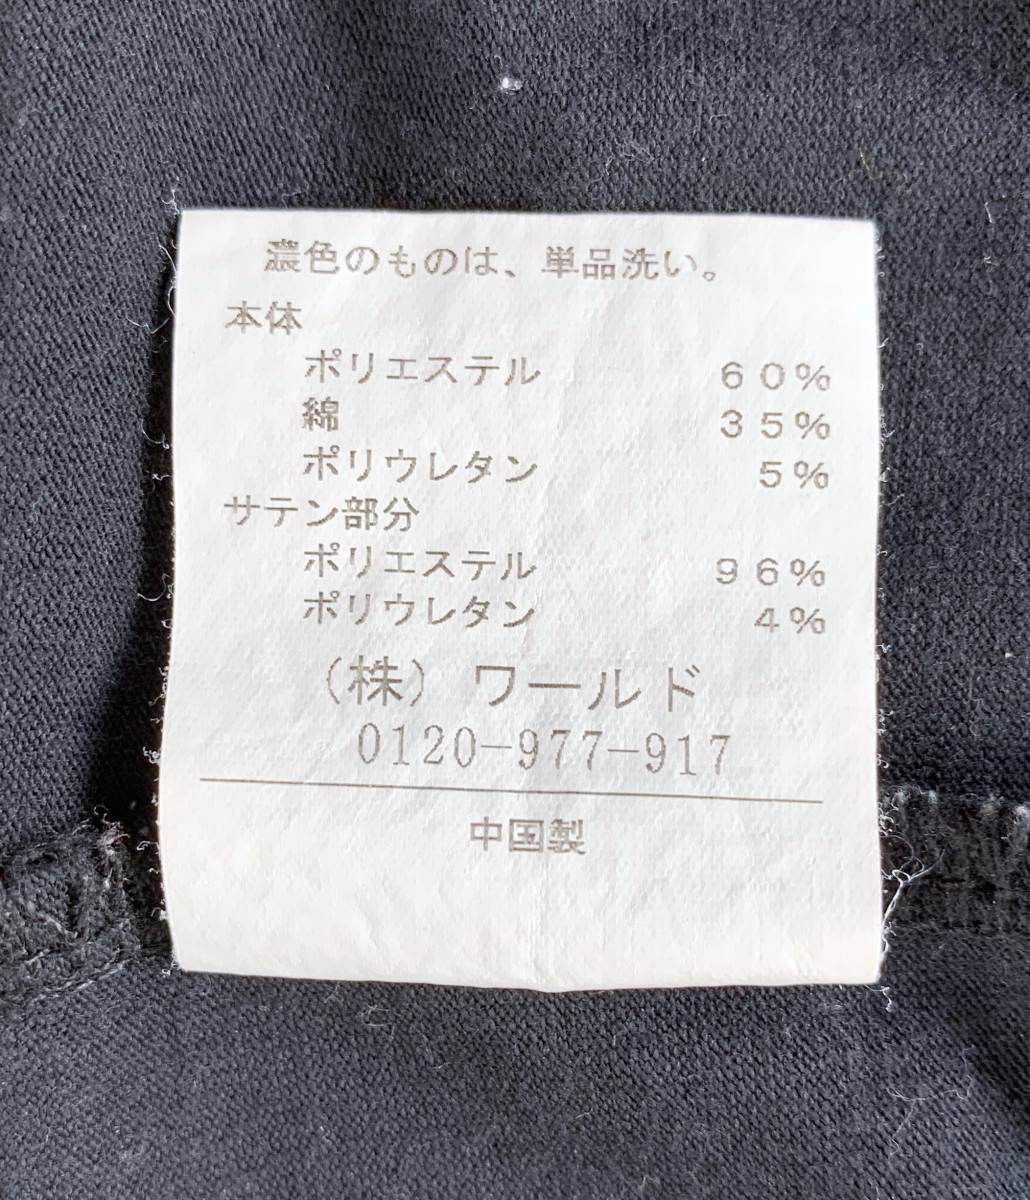 濃色のものは、単品洗い。
本体
ポリエステル 60%
綿 35%
ポリウレタン 5%
サテン部分
ポリエステル 96%
ポリウレタン 4%
(株) ワールド
0120-977-917
中国製